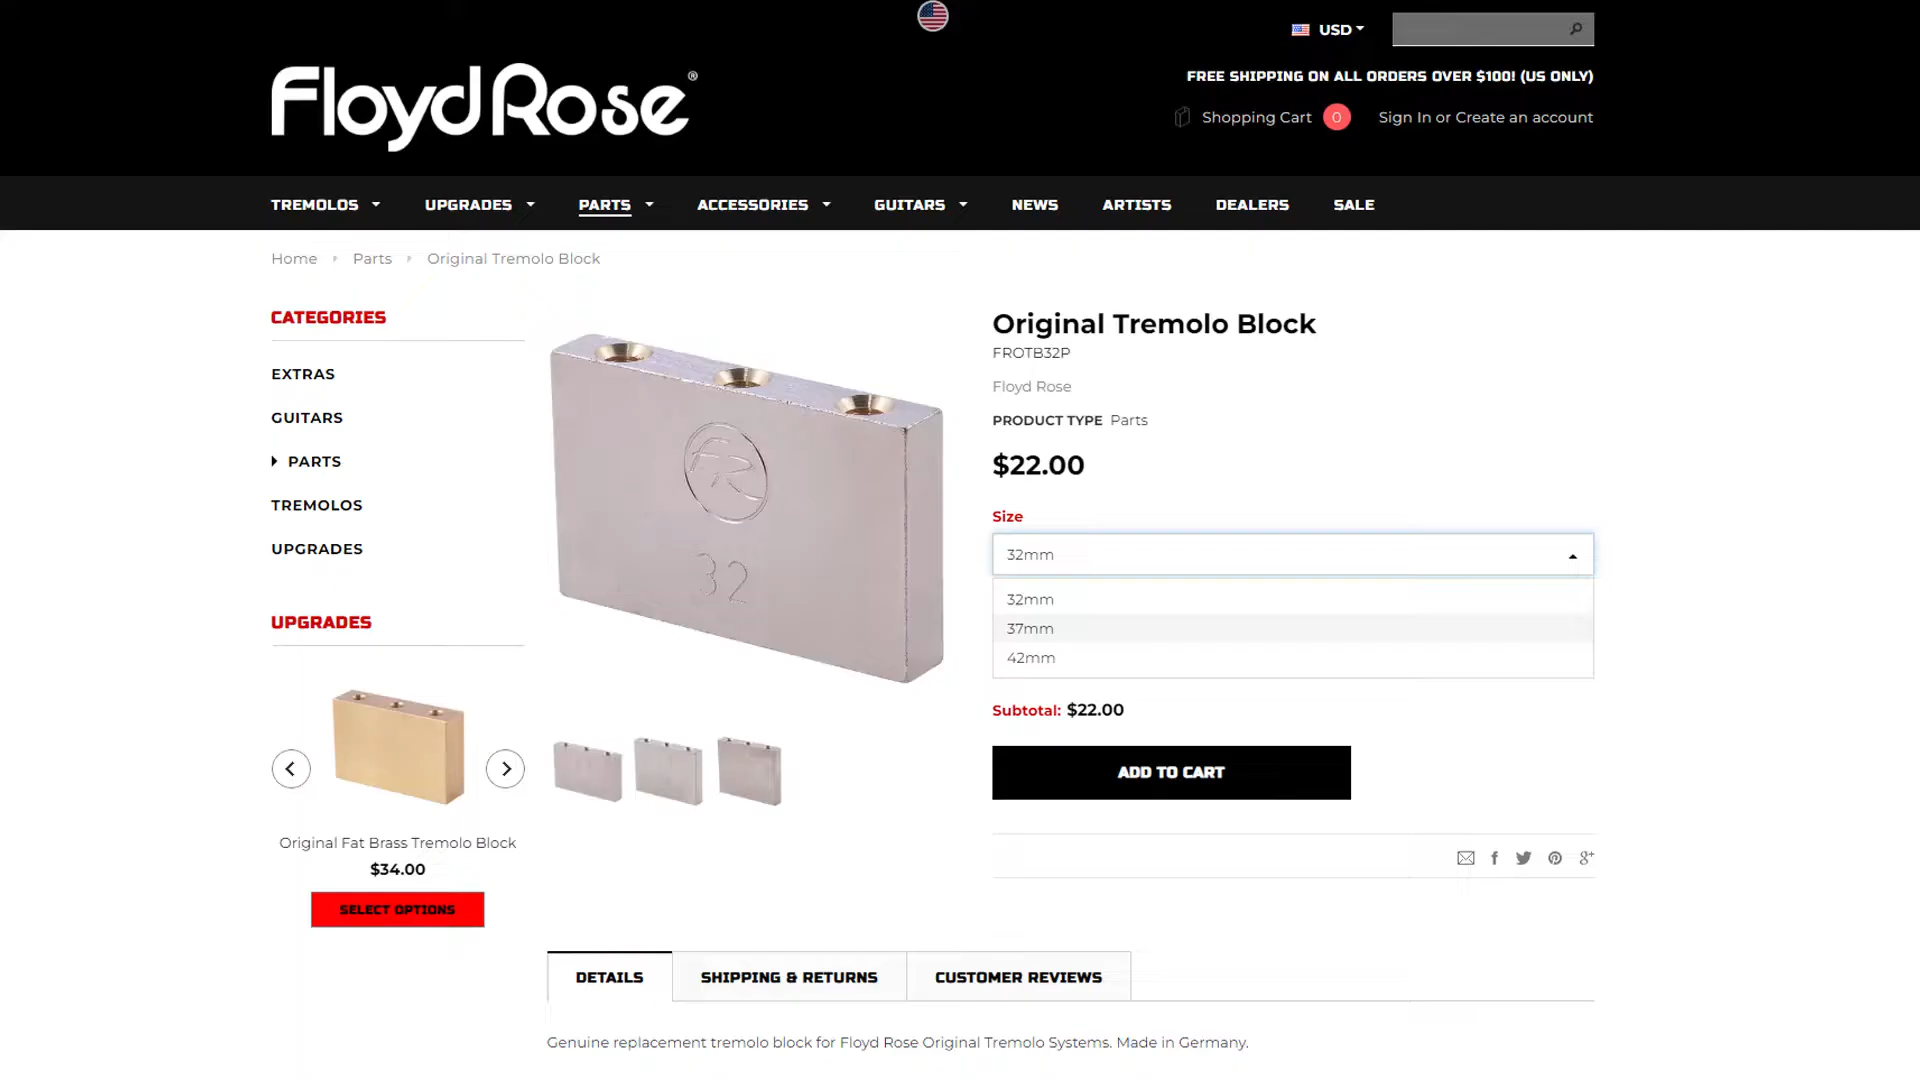 USD
FREE SHIPPING ON ALL ORDERS OVER $100! (US ONLY)
Floyd Rose®
Shopping Cart 0 Sign In or Create an account
TREMOLOS UPGRADES PARTS ACCESSORIES GUITARS NEWS ARTISTS DEALERS SALE
Home Parts Original Tremolo Block
CATEGORIES
EXTRAS
GUITARS
PARTS
TREMOLOS
UPGRADES
UPGRADES
Original Fat Brass Tremolo Block
$34.00
SELECT OPTIONS
FR
32
Original Tremolo Block
FROTB32P
Floyd Rose
PRODUCT TYPE Parts
$22.00
Size
32mm
32mm
37mm
42mm
Subtotal: $22.00
ADD TO CART
DETAILS SHIPPING & RETURNS CUSTOMER REVIEWS
Genuine replacement tremolo block for Floyd Rose Original Tremolo Systems. Made in Germany.